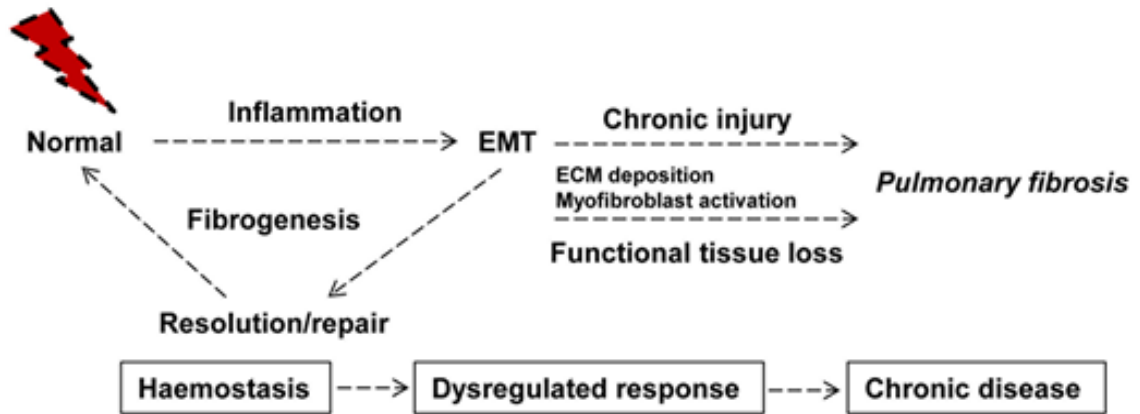 Inflammation
Normal
EMT
Chronic injury
ECM deposition
Myofibroblast activation
Pulmonary fibrosis
Fibrogenesis
Functional tissue loss
Resolution/repair
Haemostasis
Dysregulated response
Chronic disease